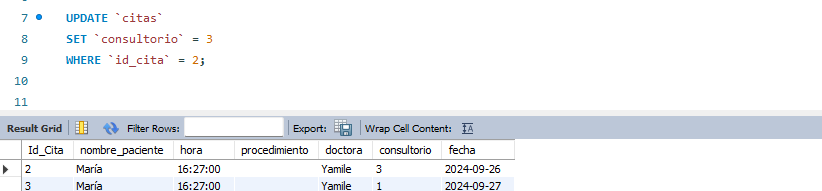 7 UPDATE `citas`
8 SET `consultorio` = 3
9 WHERE `id_cita` = 2;
10
11
Result Grid Filter Rows: Export: Wrap Cell Content:
Id_Cita nombre_paciente hora procedimiento doctora consultorio fecha
2 María 16:27:00 Yamile 3 2024-09-26
3 María 16:27:00 Yamile 1 2024-09-27